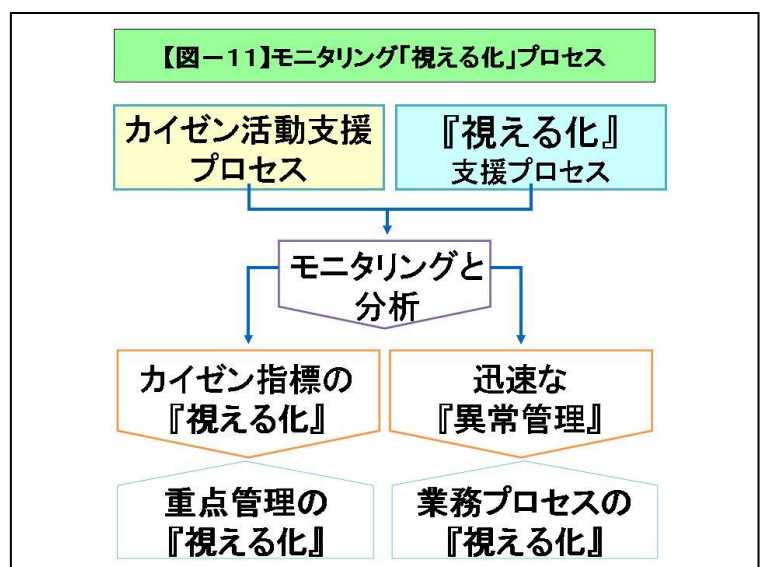 【図－11】モニタリング「視える化」プロセス
カイゼン活動支援
プロセス
『視える化』
支援プロセス
モニタリングと
分析
カイゼン指標の
『視える化』
迅速な
『異常管理』
重点管理の
『視える化』
業務プロセスの
『視える化』